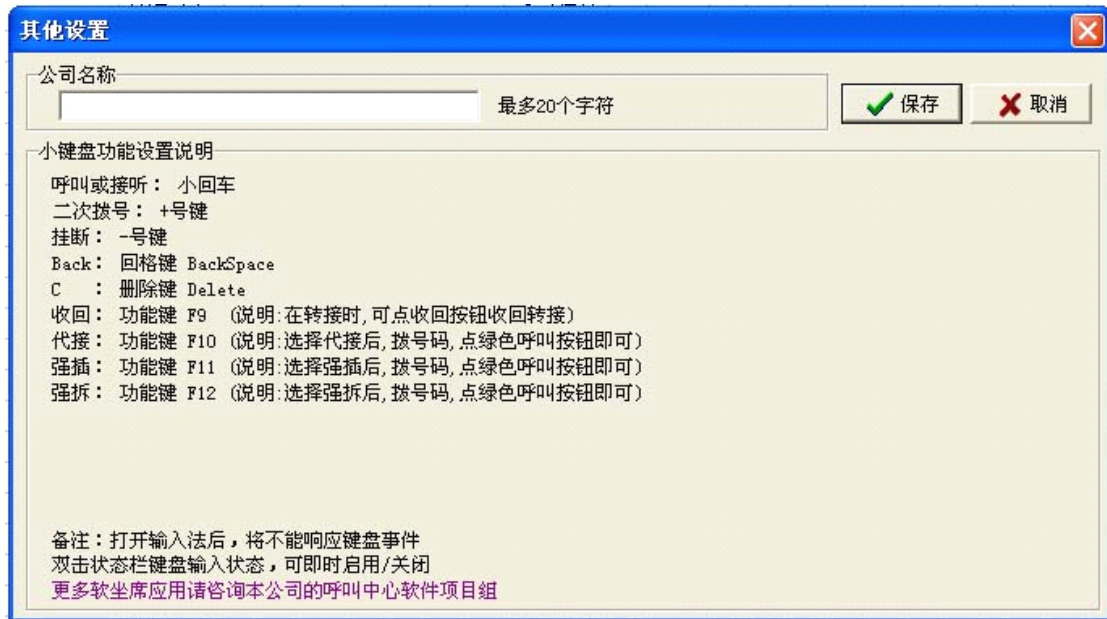 其他设置
公司名称
最多20个字符
保存
取消
小键盘功能设置说明
呼叫或接听： 小回车
二次拨号： +号键
挂断： -号键
Back： 回格键 BackSpace
C ： 删除键 Delete
收回： 功能键 F9 (说明:在转接时,可点收回按钮收回转接)
代接： 功能键 F10 (说明:选择代接后,拨号码,点绿色呼叫按钮即可)
强插： 功能键 F11 (说明:选择强插后,拨号码,点绿色呼叫按钮即可)
强拆： 功能键 F12 (说明:选择强拆后,拨号码,点绿色呼叫按钮即可)
备注：打开输入法后，将不能响应键盘事件
双击状态栏键盘输入状态，可即时启用/关闭
更多软坐席应用请咨询本公司的呼叫中心软件项目组